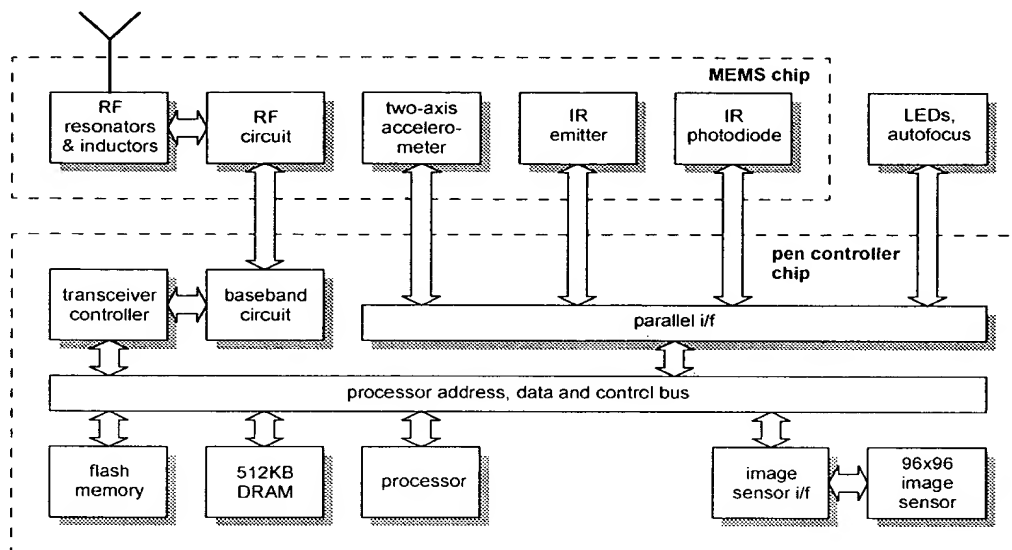 MEMS chip
RF
resonators
& inductors
RF
circuit
two-axis
accelero-
meter
IR
emitter
IR
photodiode
LEDs,
autofocus
pen controller
chip
transceiver
controller
baseband
circuit
parallel i/f
processor address, data and control bus
flash
memory
512KB
DRAM
processor
image
sensor i/f
96x96
image
sensor